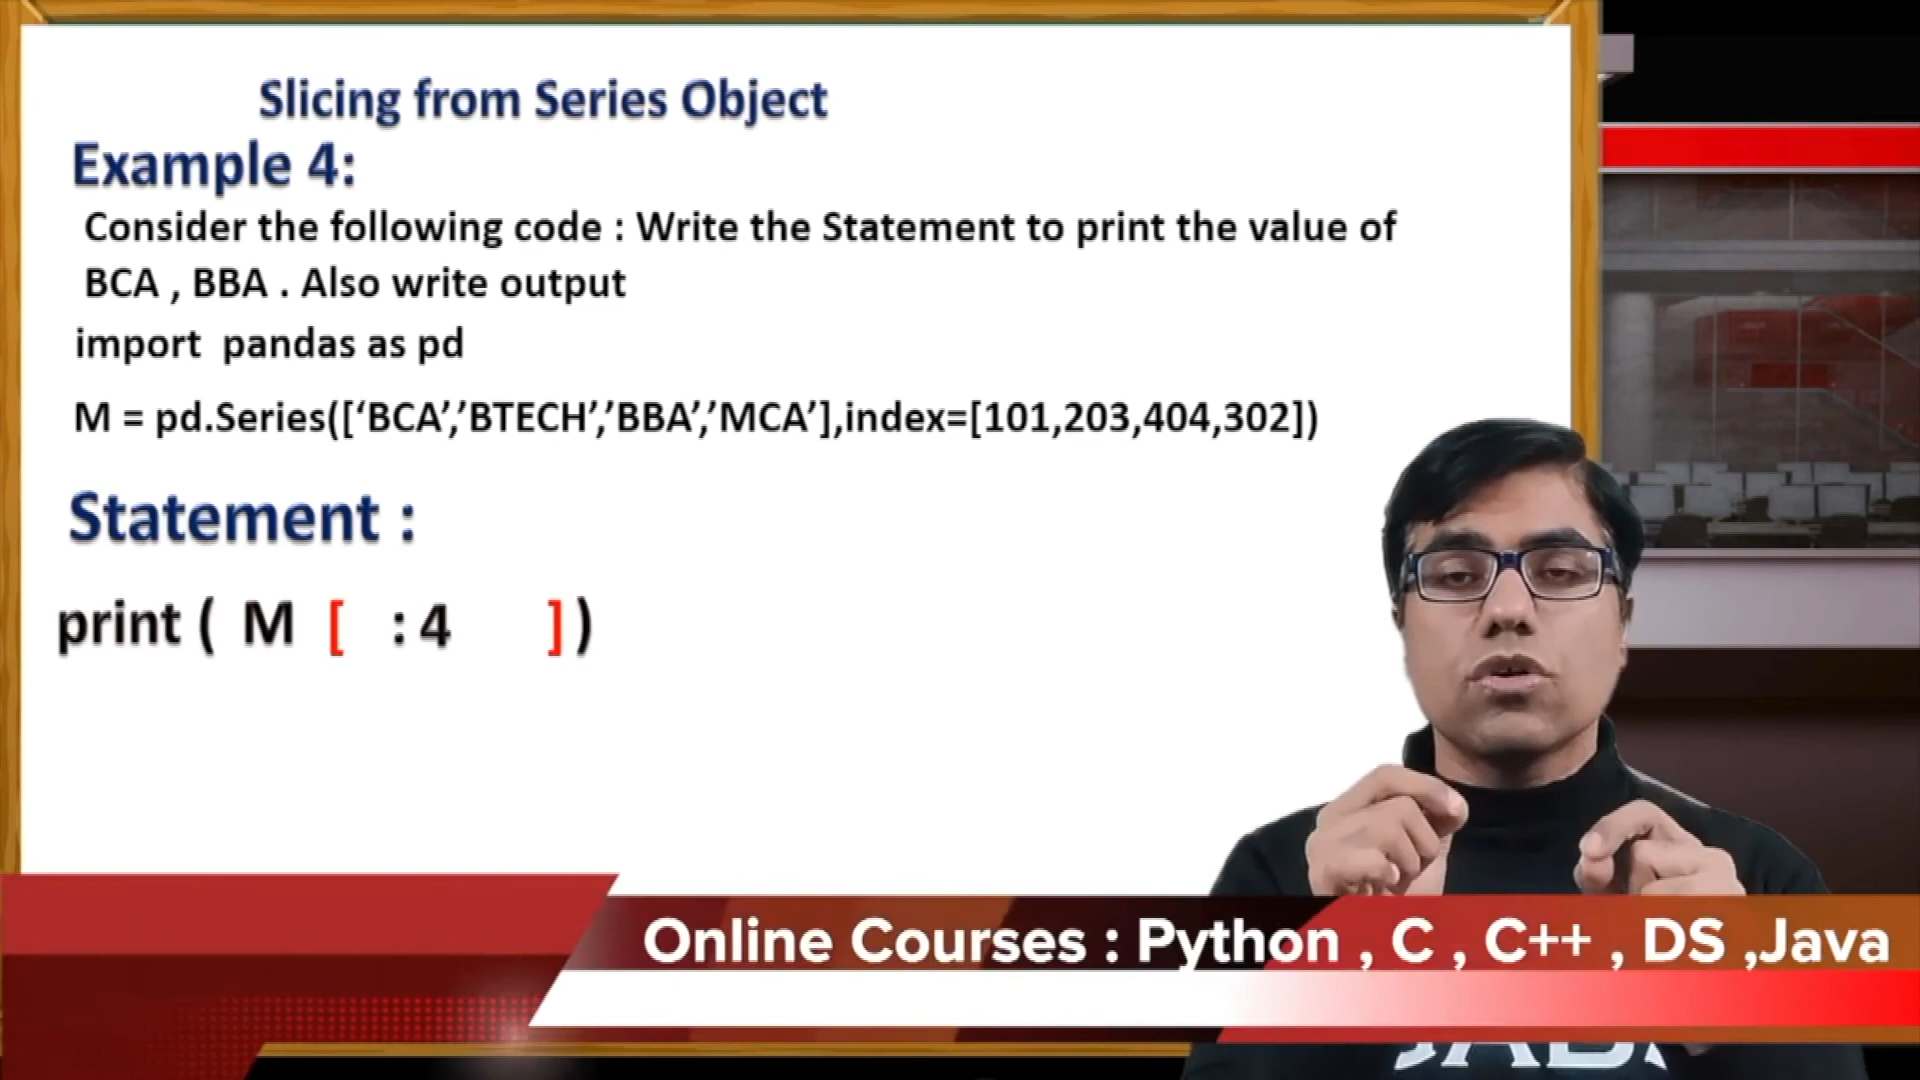 Slicing from Series Object
Example 4:
Consider the following code : Write the Statement to print the value of
BCA , BBA . Also write output
import pandas as pd
M = pd.Series([‘BCA’,’BTECH’,’BBA’,’MCA’],index=[101,203,404,302])
Statement :
print ( M [ : 4 ] )
Online Courses : Python , C , C++ , DS ,Java